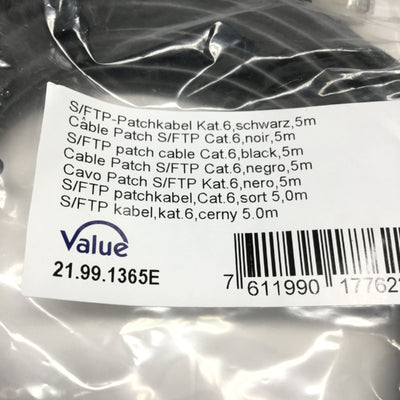 S/FTP-Patchkabel Kat.6,schwarz,5m
Câble Patch S/FTP Cat.6,noir,5m
S/FTP patch cable Cat.6,black,5m
Cable Patch S/FTP Cat.6,negro,5m
Cavo Patch S/FTP Kat.6,nero,5m
S/FTP patchkabel,Cat.6,sort 5,0m
S/FTP kabel,kat.6,cerny 5.0m
Value
21.99.1365E
7 611990 17762